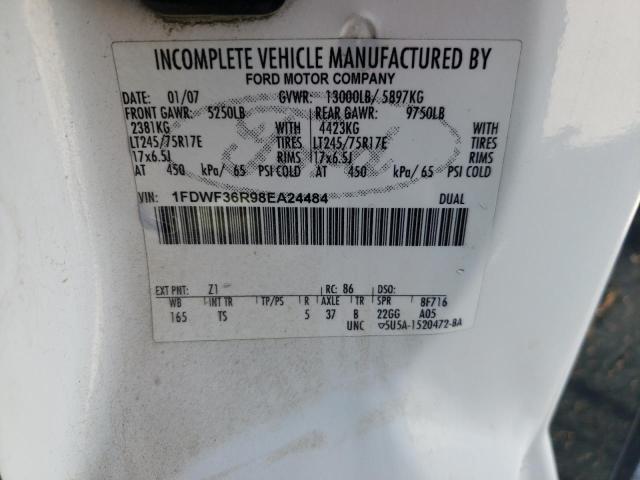 INCOMPLETE VEHICLE MANUFACTURED BY
FORD MOTOR COMPANY
DATE: 01/07 GVWR: 13000LB/ 5897KG
FRONT GAWR: 5250LB REAR GAWR: 9750LB
2381KG WITH 4423KG WITH
LT245/75R17E TIRES LT245/75R17E TIRES
17x6.5J RIMS 17x6.5J RIMS
AT 450 kPa/ 65 PSI COLD AT 450 kPa/ 65 PSI COLD
VIN: 1FDWF36R98EA24484 DUAL
EXT PNT: Z1 RC: 86 DSO:
WB INT TR TP/PS R AXLE TR SPR 8F716
165 TS 5 37 B 22GG A05
UNC ▽5U5A-1520472-BA